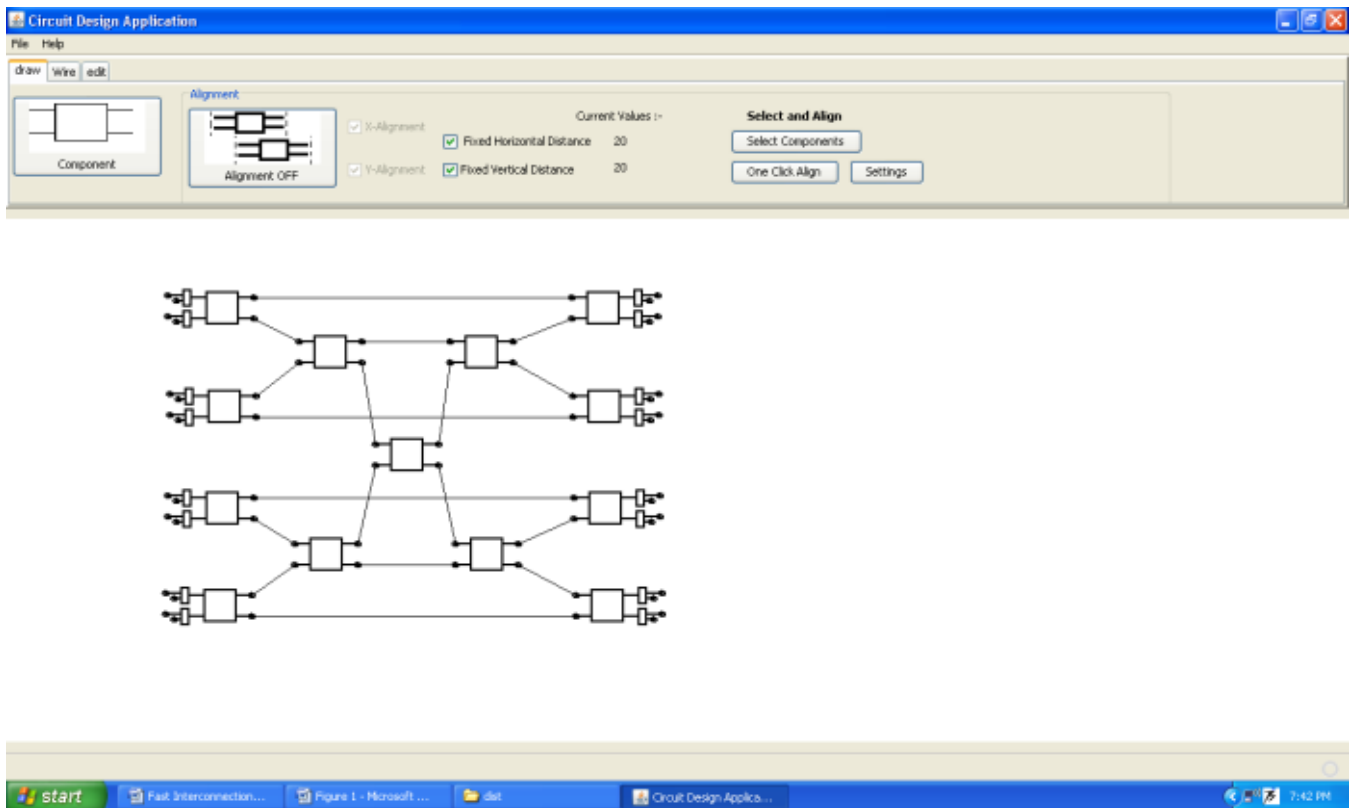 Circuit Design Application
File Help
draw Wire edit
Alignment
Component
Alignment OFF
X-Alignment
Y-Alignment
Current Values :-
Fixed Horizontal Distance 20
Fixed Vertical Distance 20
Select and Align
Select Components
One Click Align Settings
start Fast Interconnection... Figure 1 - Microsoft ... dist Circuit Design Applica... 7:42 PM